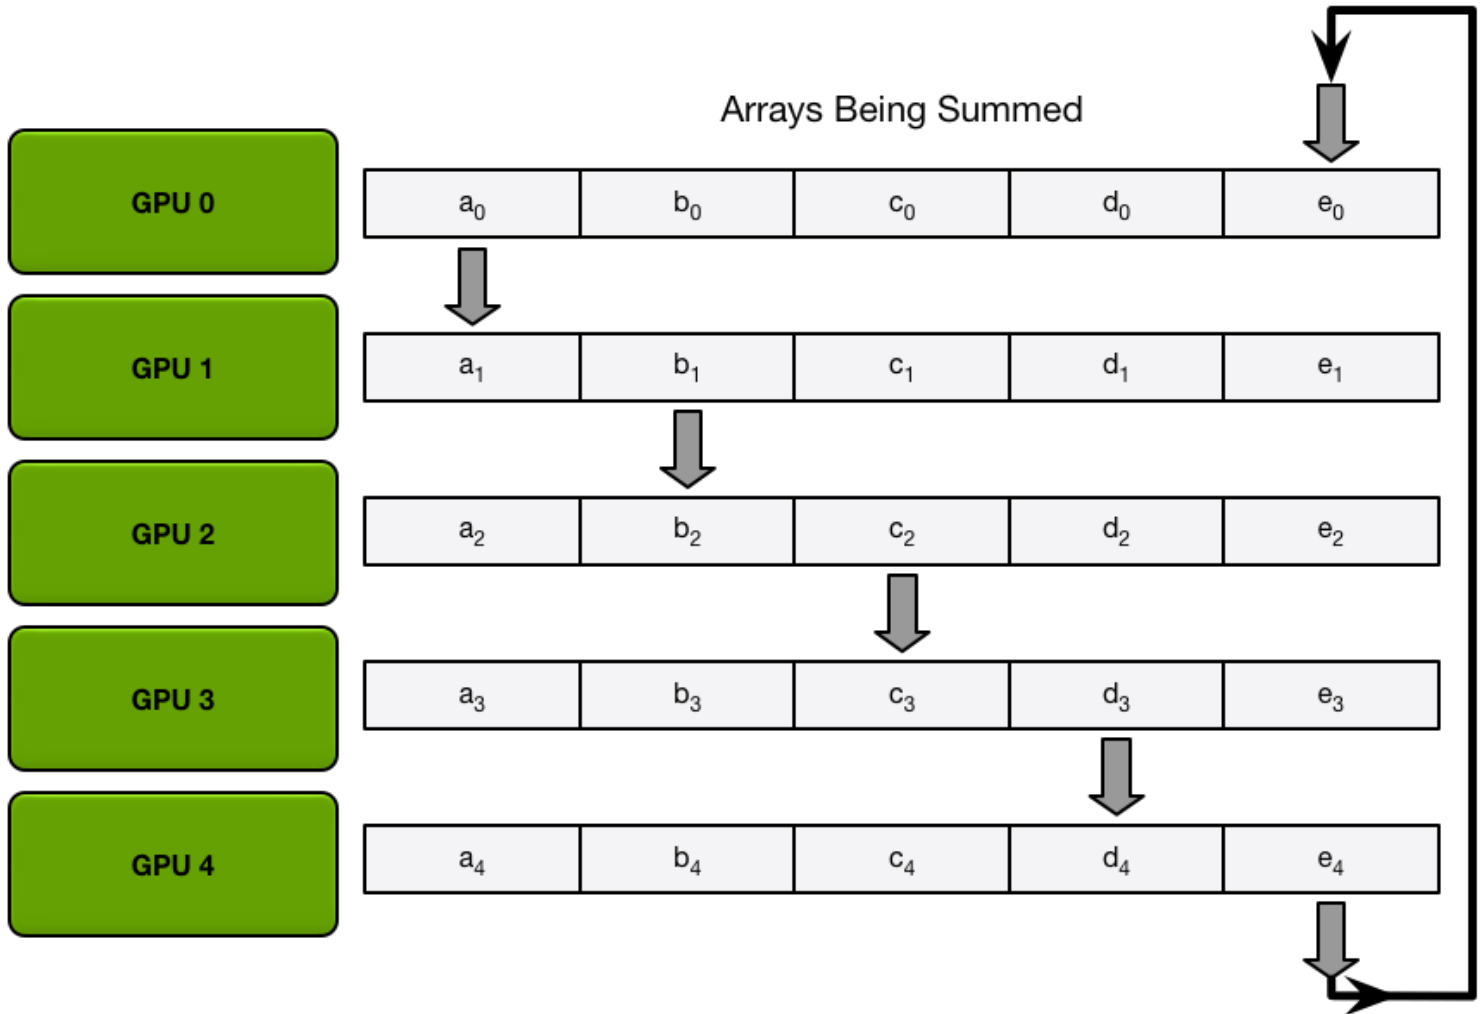 Arrays Being Summed
GPU 0 a₀ b₀ c₀ d₀ e₀
GPU 1 a₁ b₁ c₁ d₁ e₁
GPU 2 a₂ b₂ c₂ d₂ e₂
GPU 3 a₃ b₃ c₃ d₃ e₃
GPU 4 a₄ b₄ c₄ d₄ e₄